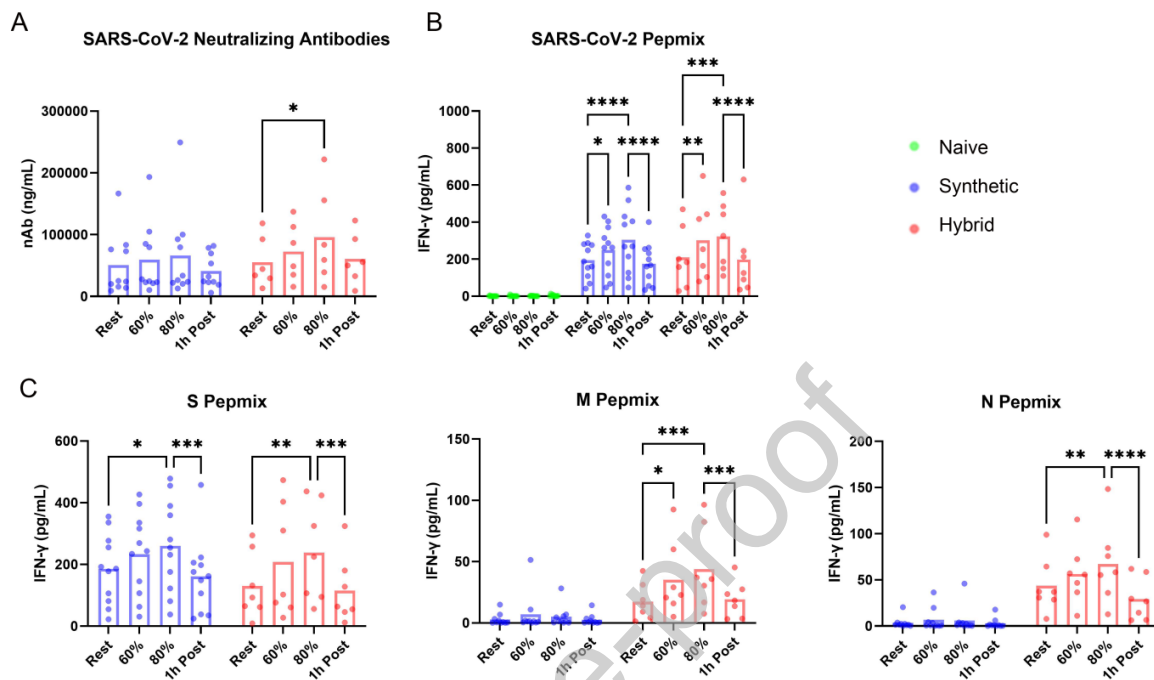 A
SARS-CoV-2 Neutralizing Antibodies
nAb (ng/mL)
300000
200000
100000
0
*
Rest
60%
80%
1h Post
Rest
60%
80%
1h Post
B
SARS-CoV-2 Pepmix
IFN-γ (pg/mL)
1000
800
600
400
200
0
***
****
****
*
****
**
Rest
60%
80%
1h Post
Rest
60%
80%
1h Post
Rest
60%
80%
1h Post
Naive
Synthetic
Hybrid
C
S Pepmix
IFN-γ (pg/mL)
600
400
200
0
*
***
**
***
Rest
60%
80%
1h Post
Rest
60%
80%
1h Post
M Pepmix
IFN-γ (pg/mL)
150
100
50
0
***
*
***
Rest
60%
80%
1h Post
Rest
60%
80%
1h Post
N Pepmix
IFN-γ (pg/mL)
150
100
50
0
**
****
Rest
60%
80%
1h Post
Rest
60%
80%
1h Post
e-proof